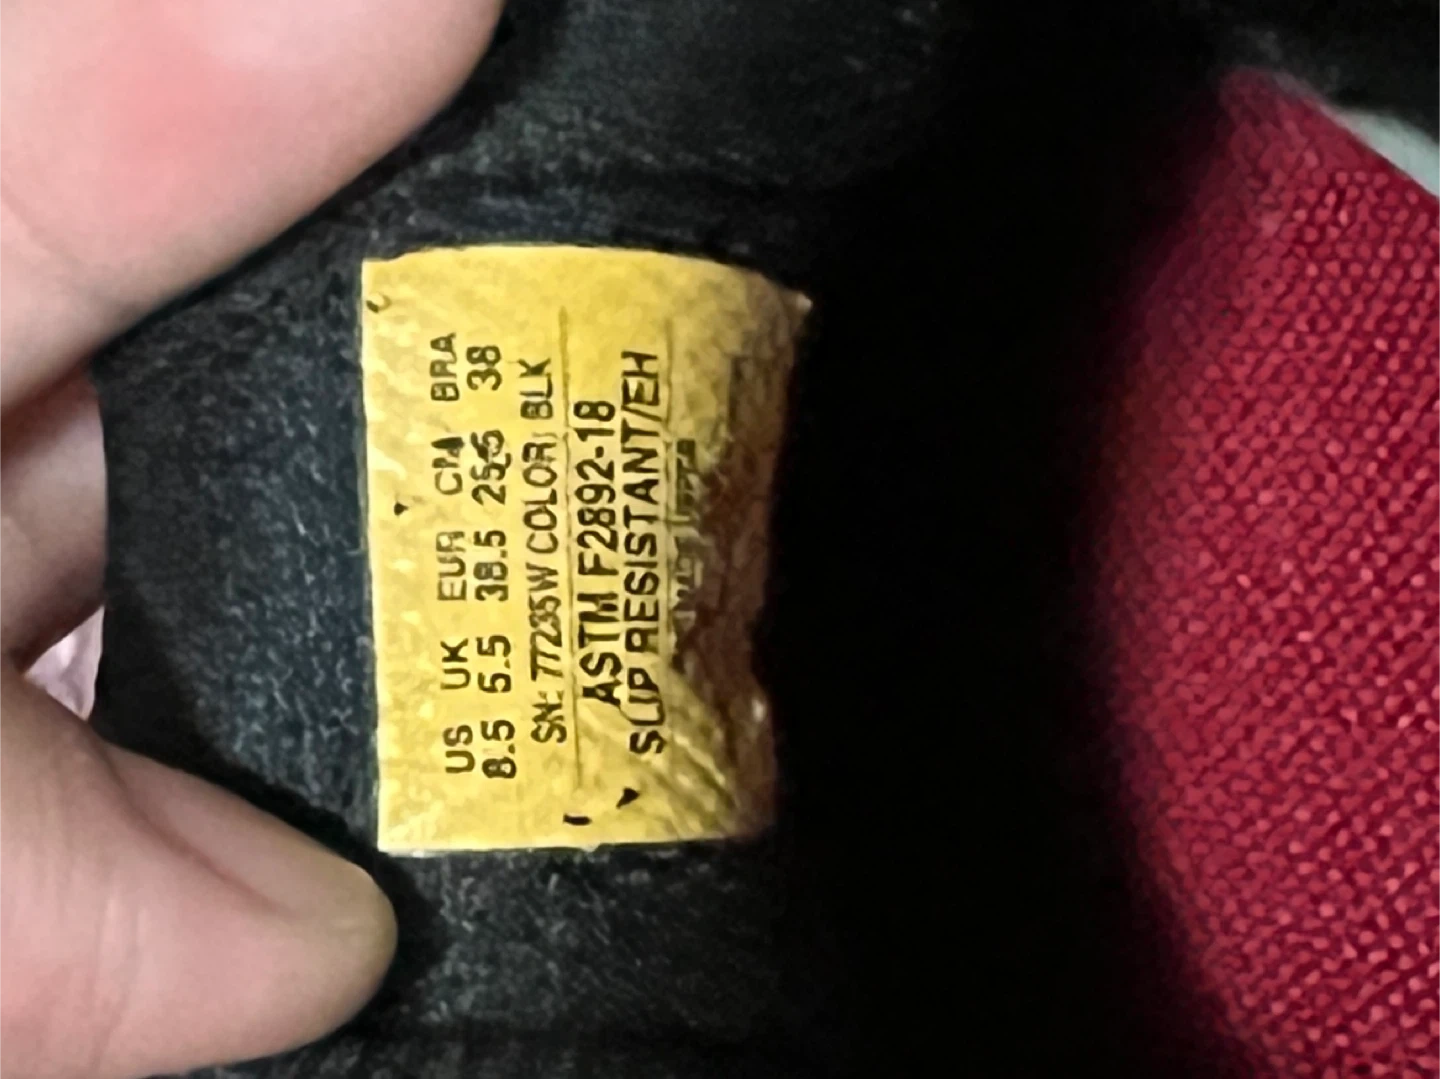 US UK EUR CM BRA
8.5 5.5 38.5 25.5 38
SN: 77235W COLOR: BLK
ASTM F2892-18
SLIP RESISTANT/EH